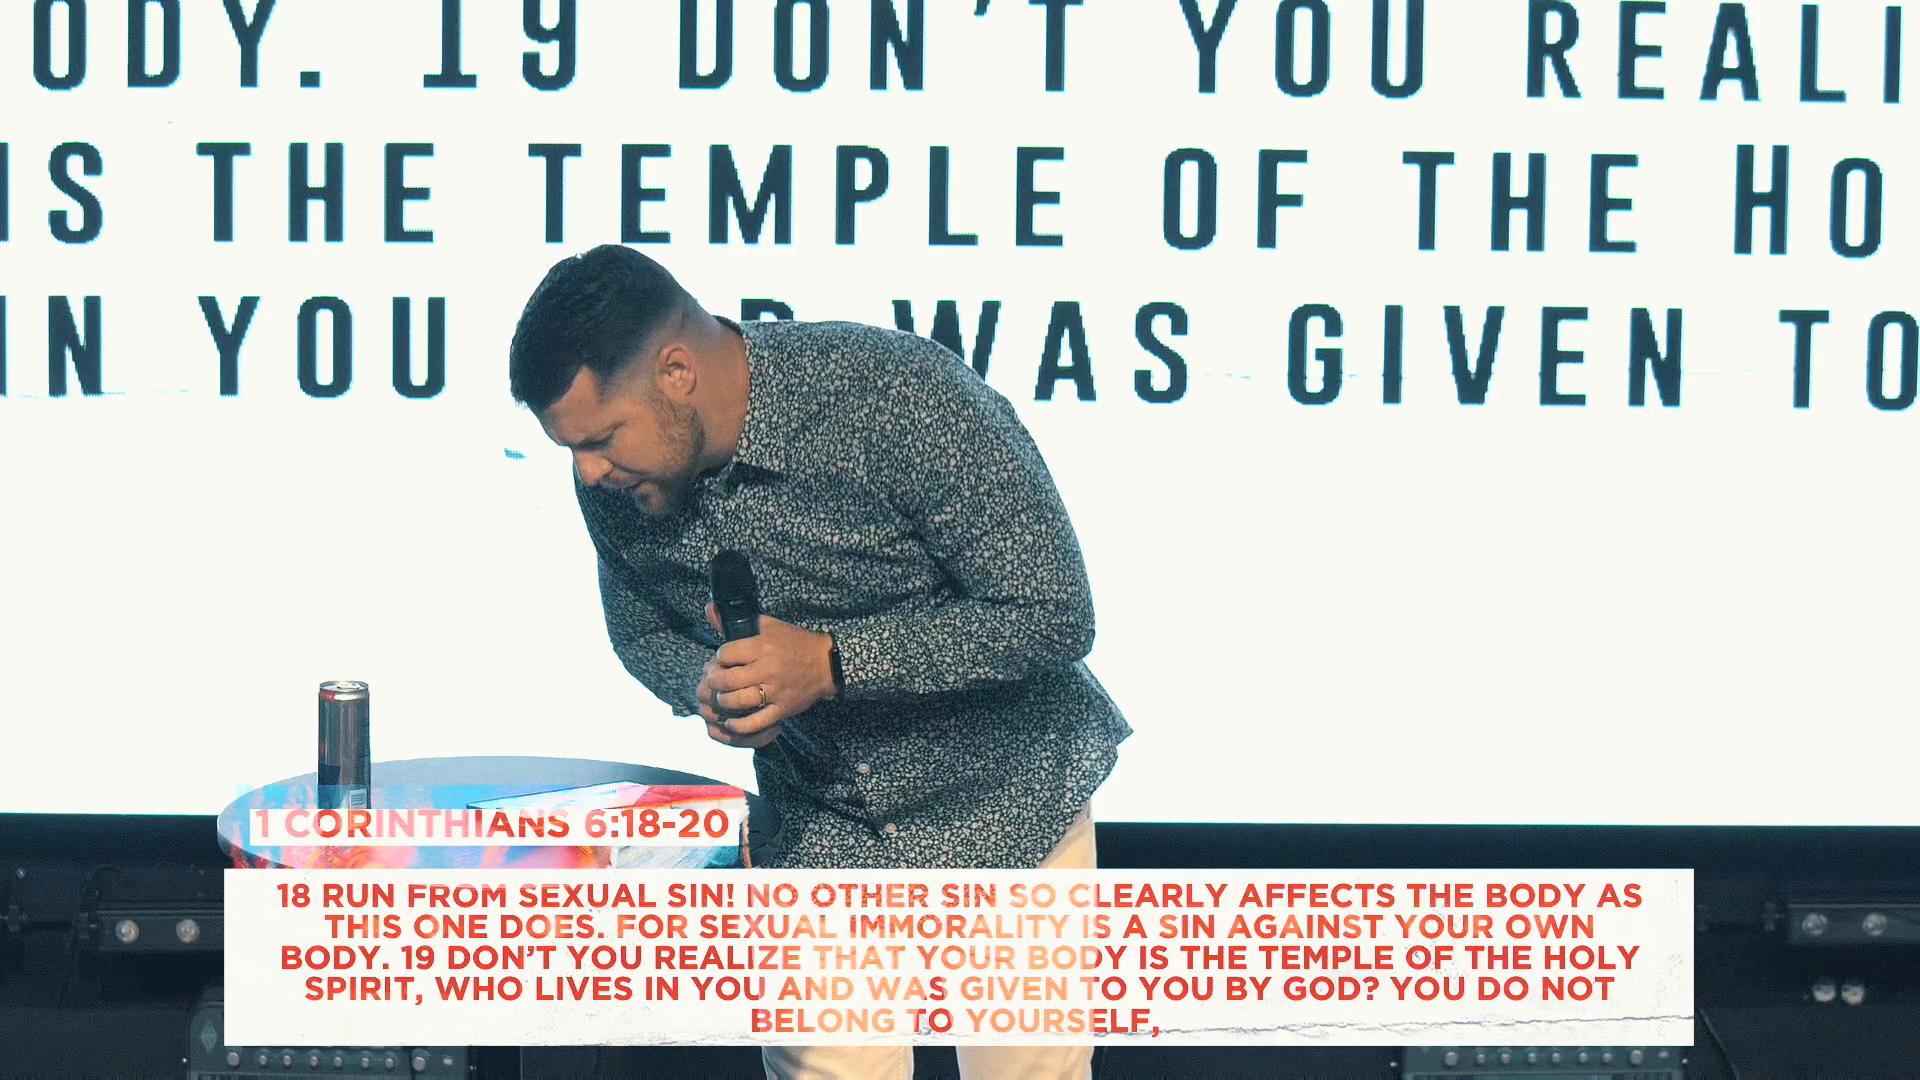 ODY. 19 DON'T YOU REALI
IS THE TEMPLE OF THE HO
IN YOU WAS GIVEN TO
1 CORINTHIANS 6:18-20
18 RUN FROM SEXUAL SIN! NO OTHER SIN SO CLEARLY AFFECTS THE BODY AS
THIS ONE DOES. FOR SEXUAL IMMORALITY IS A SIN AGAINST YOUR OWN
BODY. 19 DON'T YOU REALIZE THAT YOUR BODY IS THE TEMPLE OF THE HOLY
SPIRIT, WHO LIVES IN YOU AND WAS GIVEN TO YOU BY GOD? YOU DO NOT
BELONG TO YOURSELF,